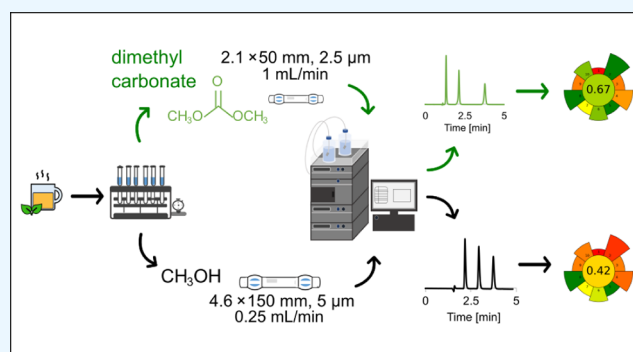 dimethyl
carbonate
O
CH₃O OCH₃
2.1 ×50 mm, 2.5 µm
1 mL/min
0 2.5 5
Time [min]
0.67
CH₃OH
4.6 ×150 mm, 5 µm
0.25 mL/min
0 2.5 5
Time [min]
0.42